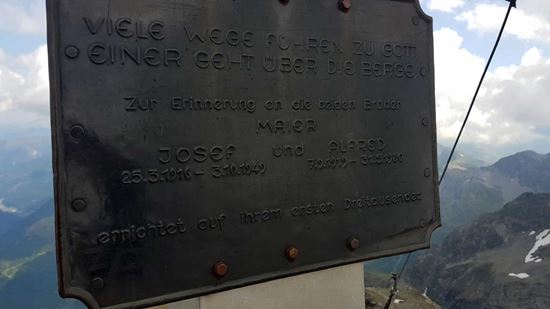 VIELE WEGE FÜHREN ZU GOTT
EINER GEHT ÜBER DIE BERGE
Zur Erinnerung an die beiden Brüder
MAIER
JOSEF und ALFRED
25.3.1916 - 3.10.1949
errichtet auf ihrem ersten Dreitausender